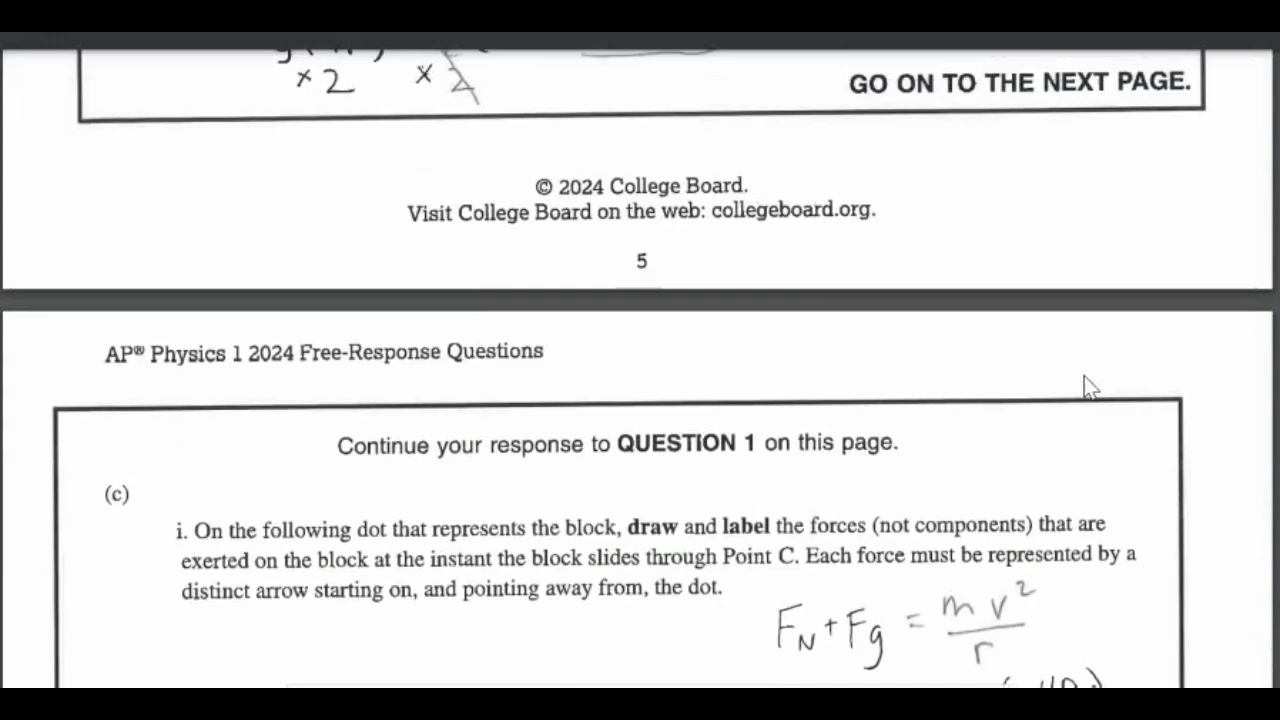 × 2 × 2
GO ON TO THE NEXT PAGE.
© 2024 College Board.
Visit College Board on the web: collegeboard.org.
5
AP® Physics 1 2024 Free-Response Questions
Continue your response to QUESTION 1 on this page.
(c)
i. On the following dot that represents the block, draw and label the forces (not components) that are
exerted on the block at the instant the block slides through Point C. Each force must be represented by a
distinct arrow starting on, and pointing away from, the dot.
F_N + F_g = m v² / r